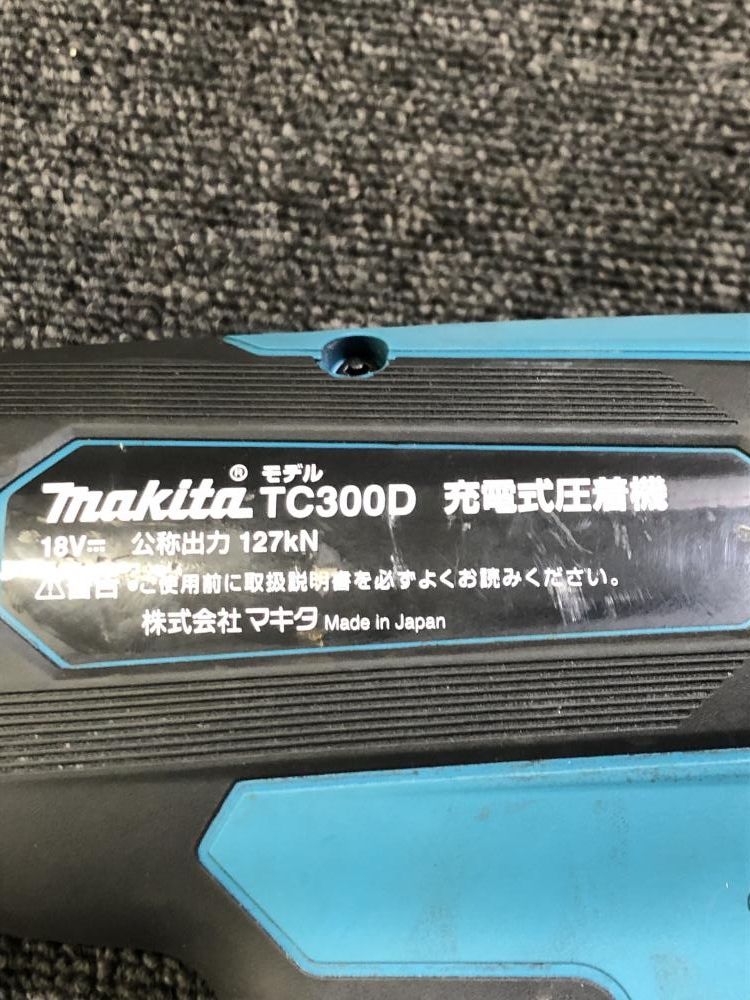 makita® モデル TC300D 充電式圧着機
18V⎓ 公称出力 127kN
⚠警告 ご使用前に取扱説明書を必ずよくお読みください。
株式会社マキタ Made in Japan